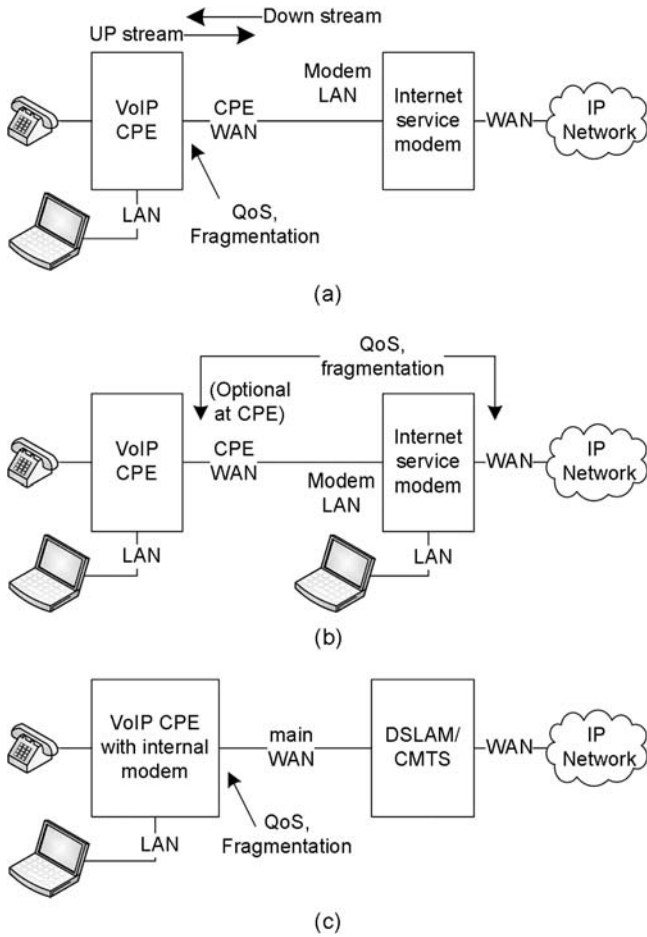 Down stream
UP stream
VoIP
CPE
CPE
WAN
Modem
LAN
Internet
service
modem
WAN
IP
Network
LAN
QoS,
Fragmentation
(a)
QoS,
fragmentation
(Optional
at CPE)
VoIP
CPE
CPE
WAN
Modem
LAN
Internet
service
modem
WAN
IP
Network
LAN
LAN
(b)
VoIP CPE
with internal
modem
main
WAN
DSLAM/
CMTS
WAN
IP
Network
QoS,
Fragmentation
LAN
(c)